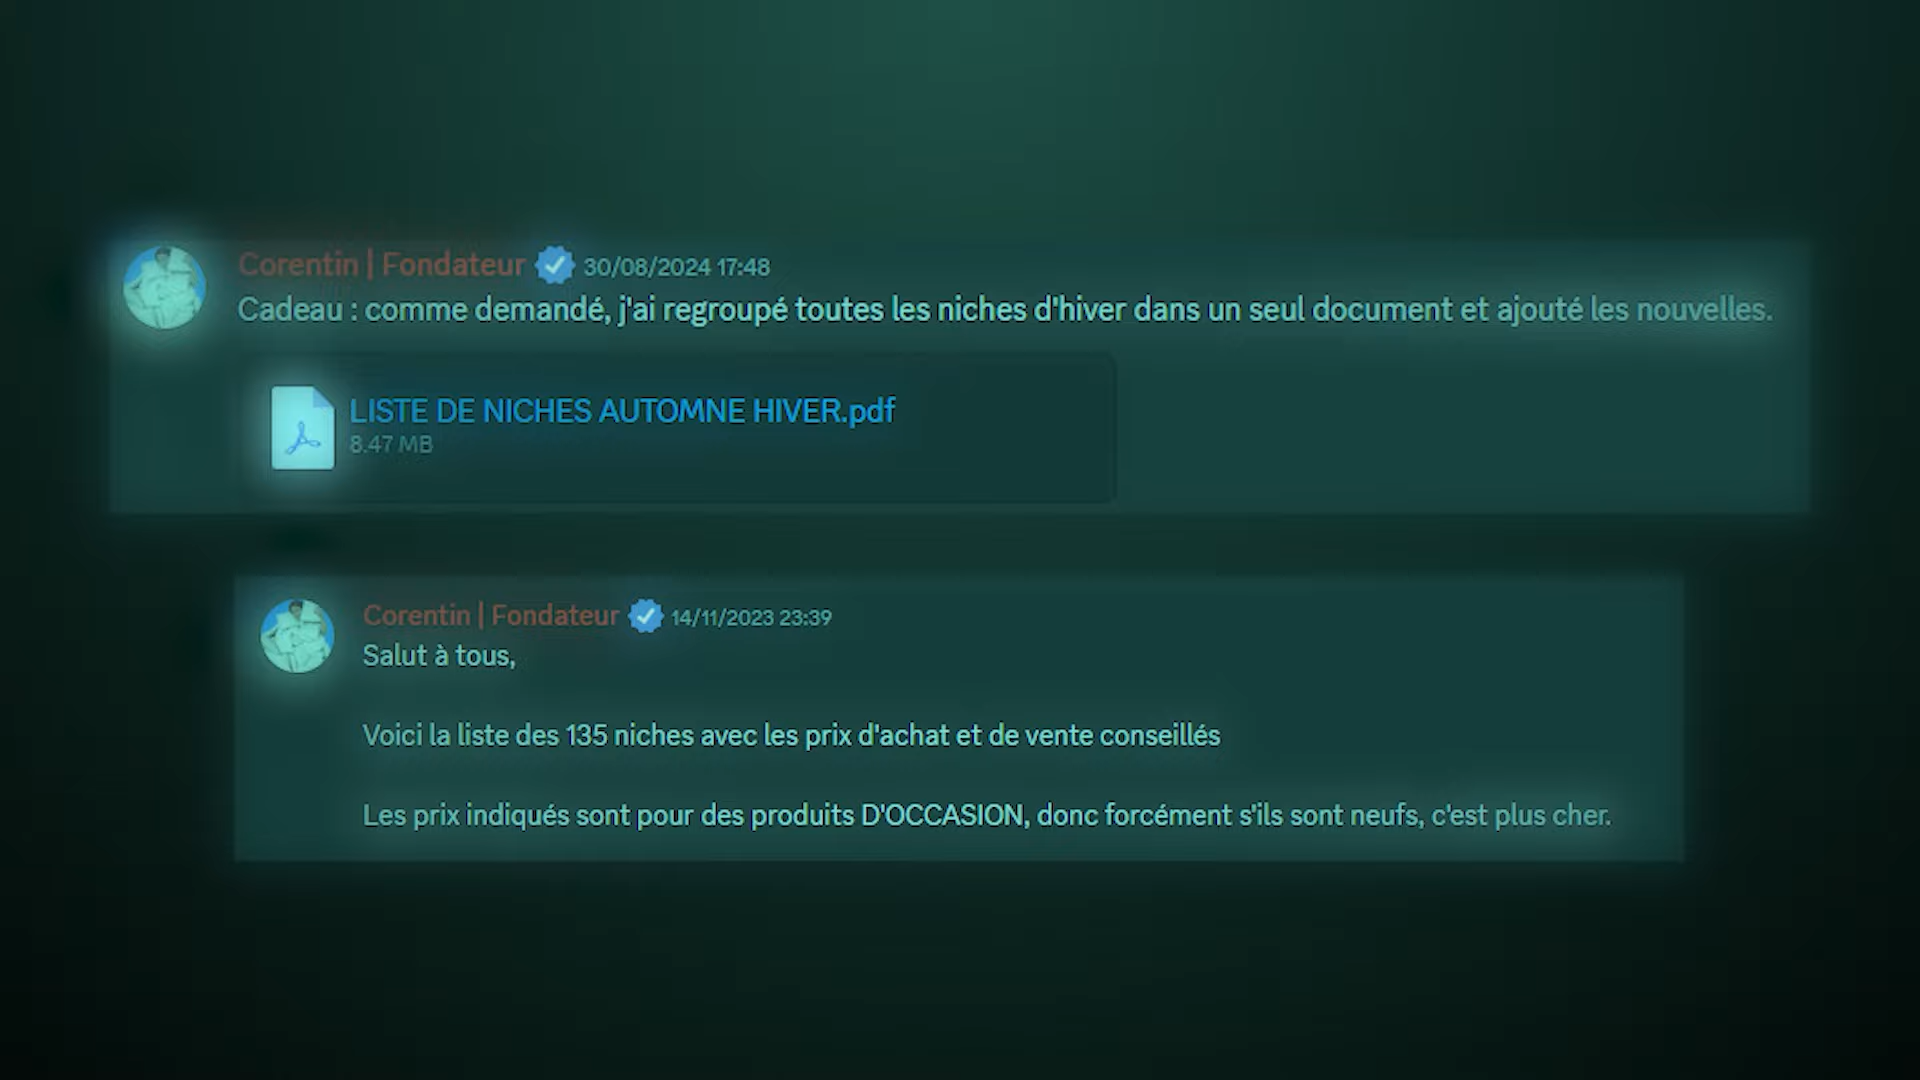 Corentin | Fondateur 30/08/2024 17:48
Cadeau : comme demandé, j'ai regroupé toutes les niches d'hiver dans un seul document et ajouté les nouvelles.
LISTE DE NICHES AUTOMNE HIVER.pdf
8.47 MB
Corentin | Fondateur 14/11/2023 23:39
Salut à tous,
Voici la liste des 135 niches avec les prix d'achat et de vente conseillés
Les prix indiqués sont pour des produits D'OCCASION, donc forcément s'ils sont neufs, c'est plus cher.